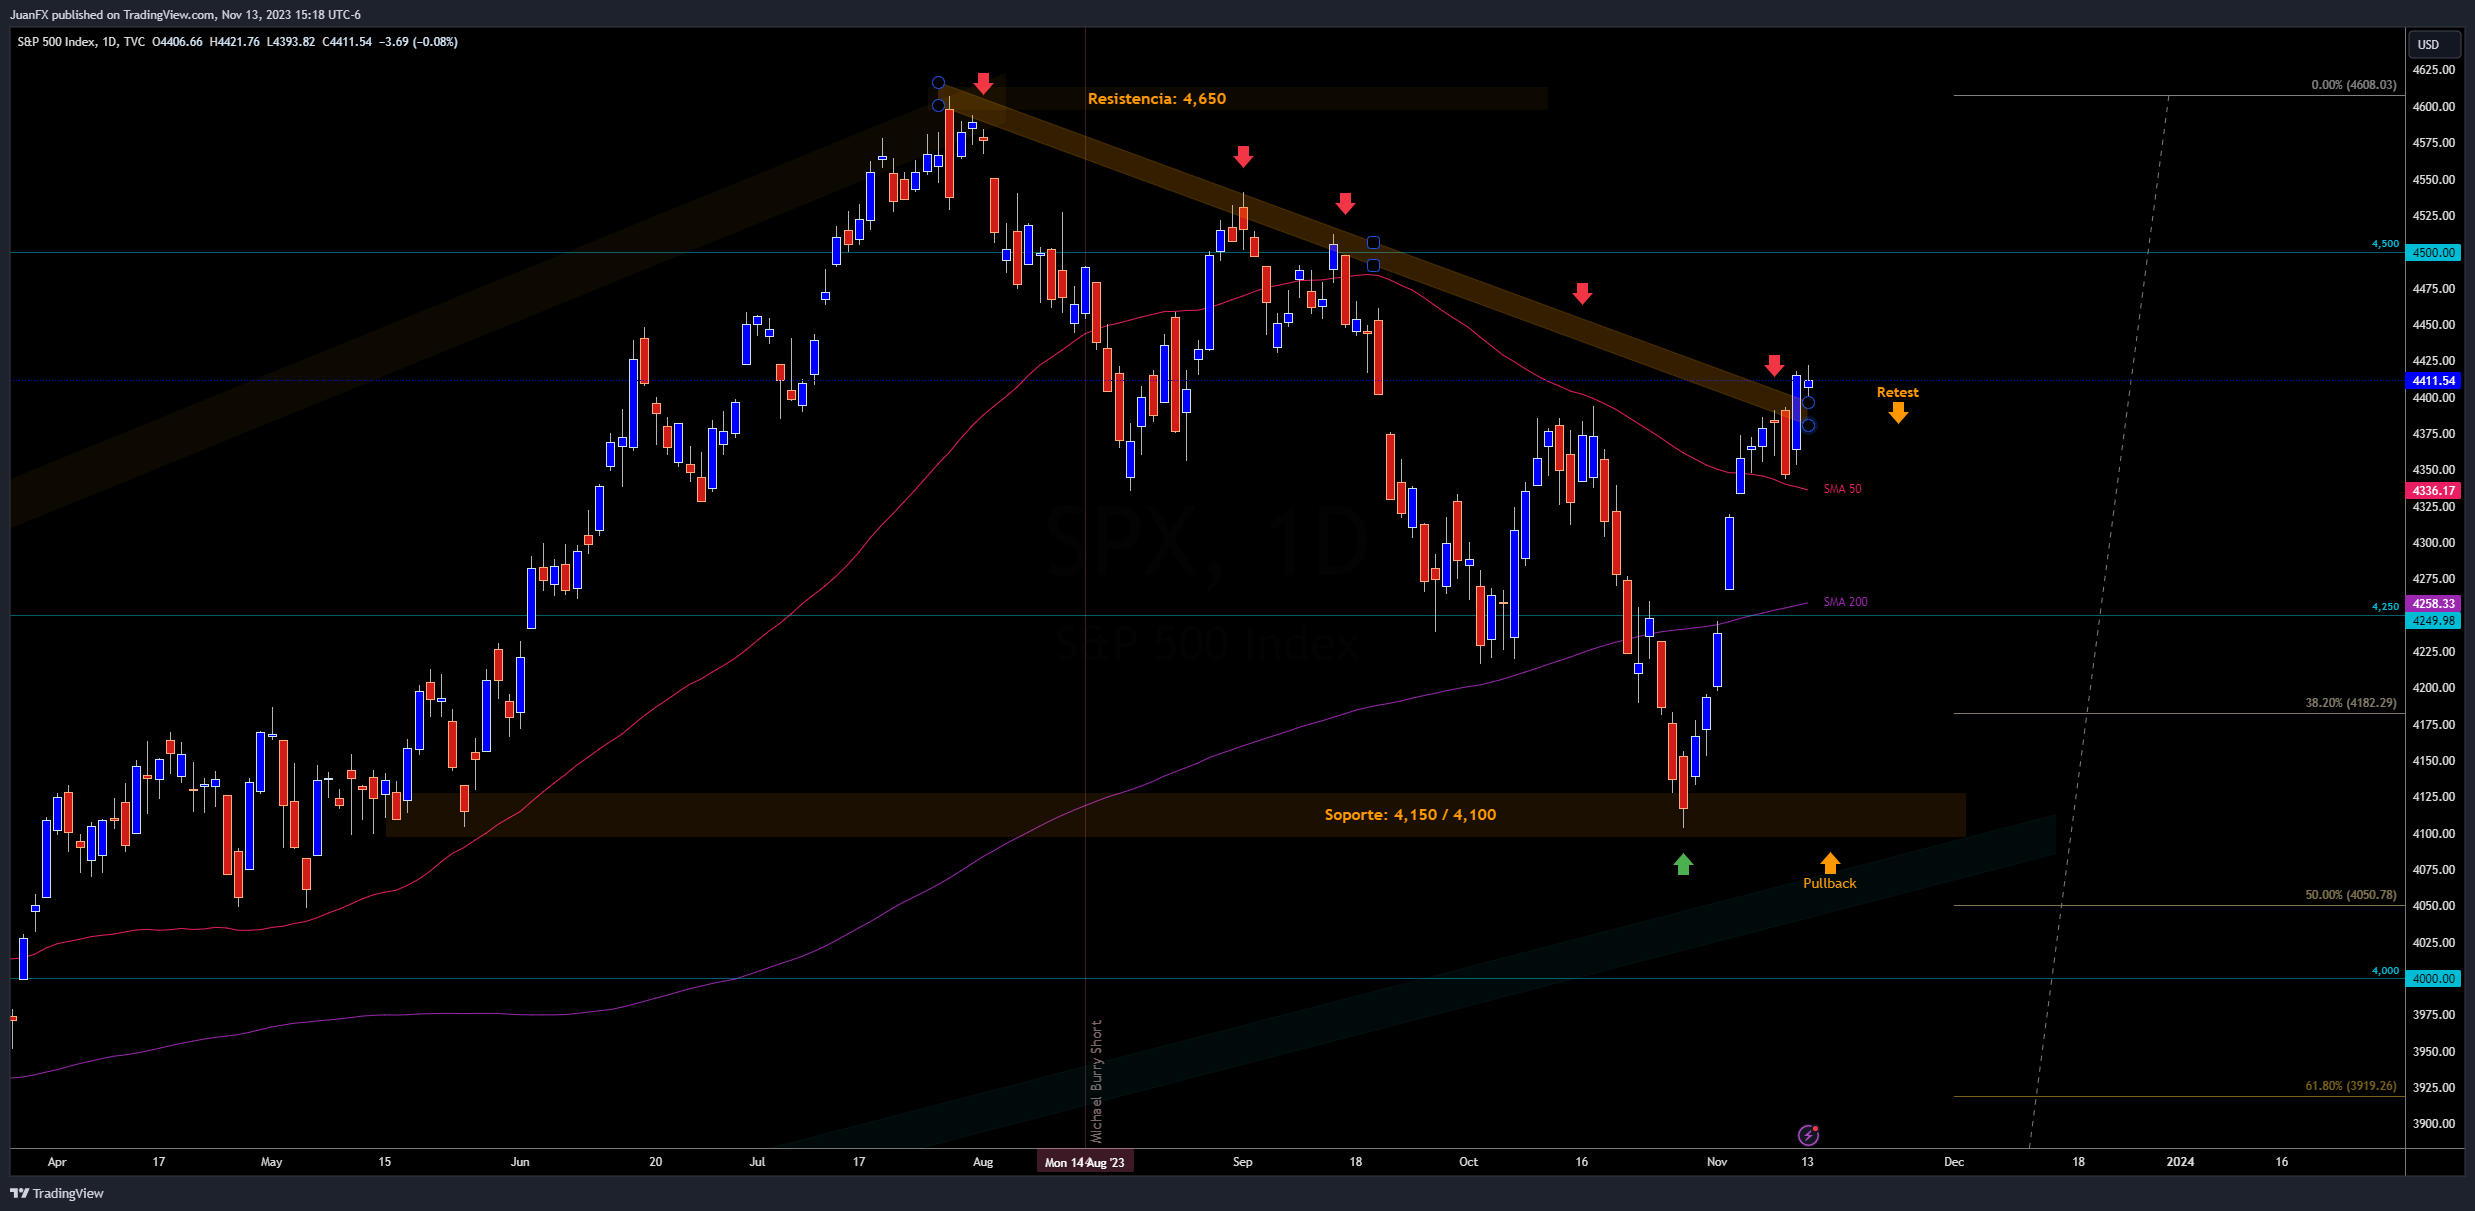 JuanFX published on TradingView.com, Nov 13, 2023 15:18 UTC-6
S&P 500 Index, 1D, TVC O4406.66 H4421.76 L4393.82 C4411.54 −3.69 (−0.08%)
USD
4625.00
0.00% (4608.03)
Resistencia: 4,650
4600.00
4575.00
4550.00
4525.00
4,500
4500.00
4475.00
4450.00
4425.00
4411.54
Retest
4400.00
4375.00
4350.00
SMA 50
4336.17
4325.00
SPX, 1D
4300.00
4275.00
SMA 200
4258.33
4,250
4249.98
S&P 500 Index
4225.00
4200.00
38.20% (4182.29)
4175.00
4150.00
4125.00
Soporte: 4,150 / 4,100
4100.00
4075.00
Pullback
50.00% (4050.78)
4050.00
4025.00
4,000
4000.00
3975.00
3950.00
3925.00
61.80% (3919.26)
3900.00
Michael Burry Short
Apr 17 May 15 Jun 20 Jul 17 Aug Mon 14 Aug '23 Sep 18 Oct 16 Nov 13 Dec 18 2024 16
TradingView